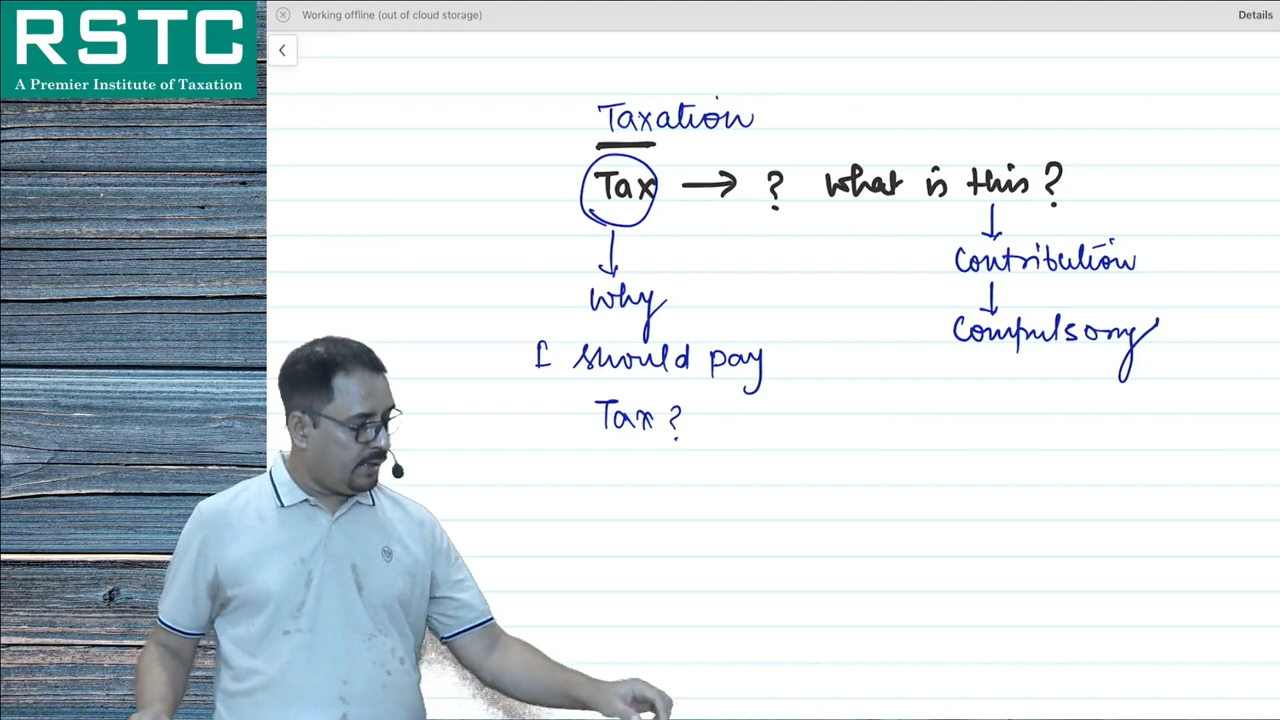 RSTC
A Premier Institute of Taxation
Working offline (out of cloud storage)
Details
Taxation
Tax → ? What is this ?
↓ ↓
Why Contribution
↓
I should pay Compulsory
Tax ?